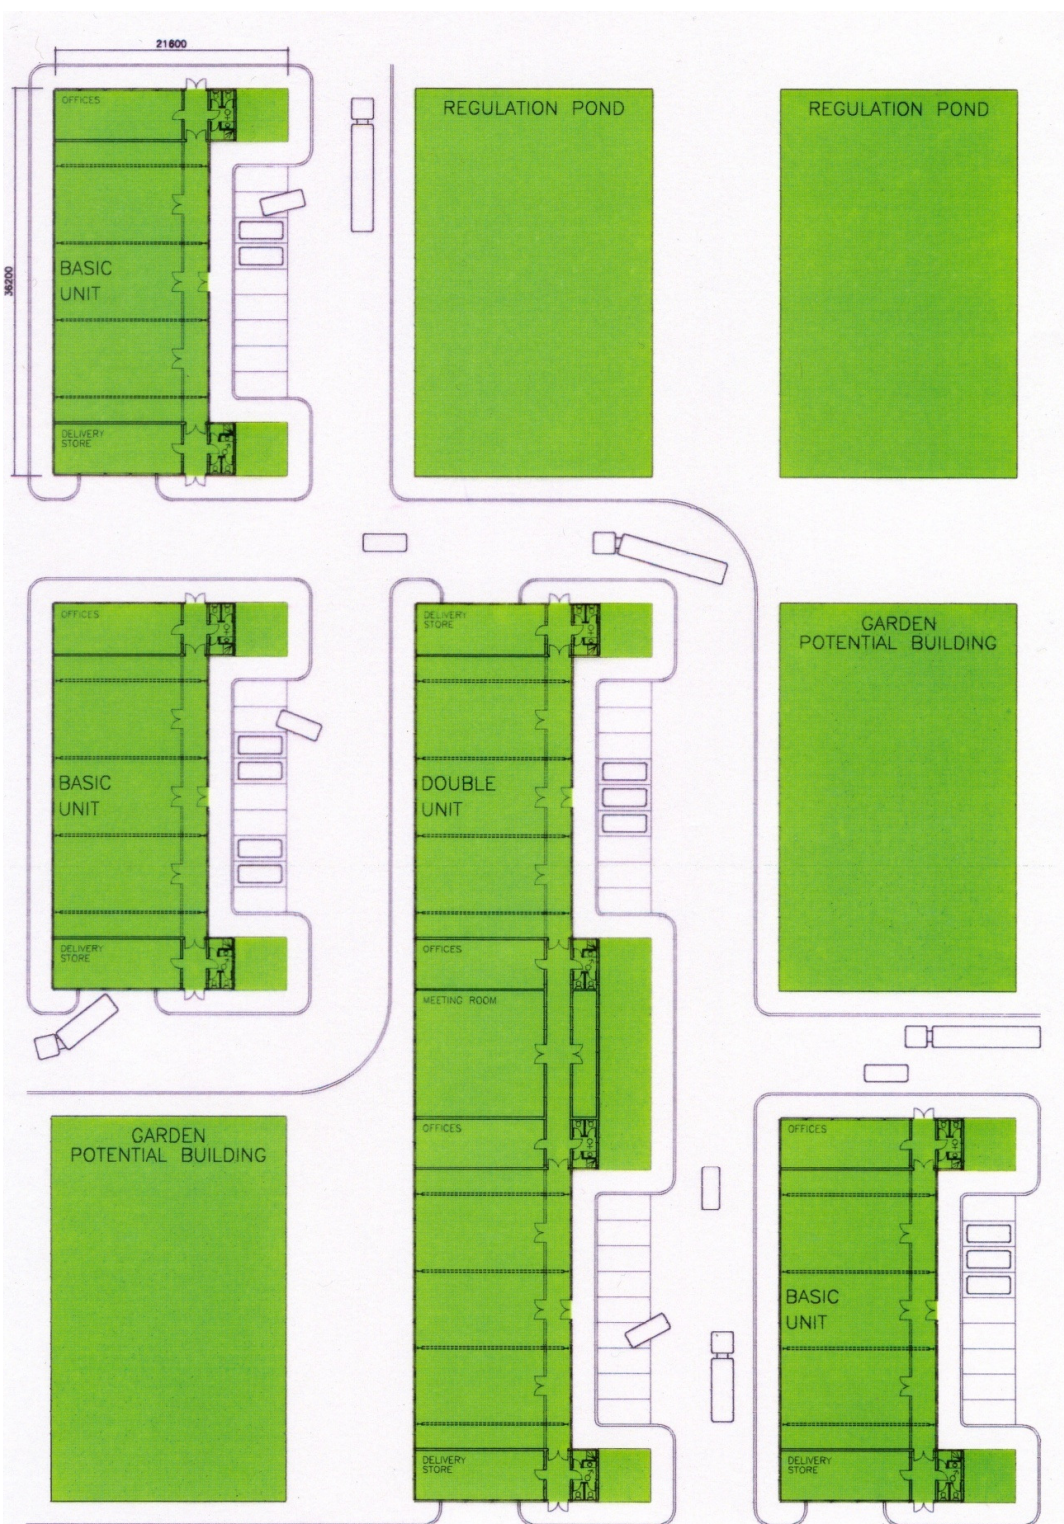 21600
36200
OFFICES
BASIC
UNIT
DELIVERY
STORE
REGULATION POND
REGULATION POND
OFFICES
BASIC
UNIT
DELIVERY
STORE
DELIVERY
STORE
DOUBLE
UNIT
OFFICES
MEETING ROOM
OFFICES
DELIVERY
STORE
GARDEN
POTENTIAL BUILDING
GARDEN
POTENTIAL BUILDING
OFFICES
BASIC
UNIT
DELIVERY
STORE